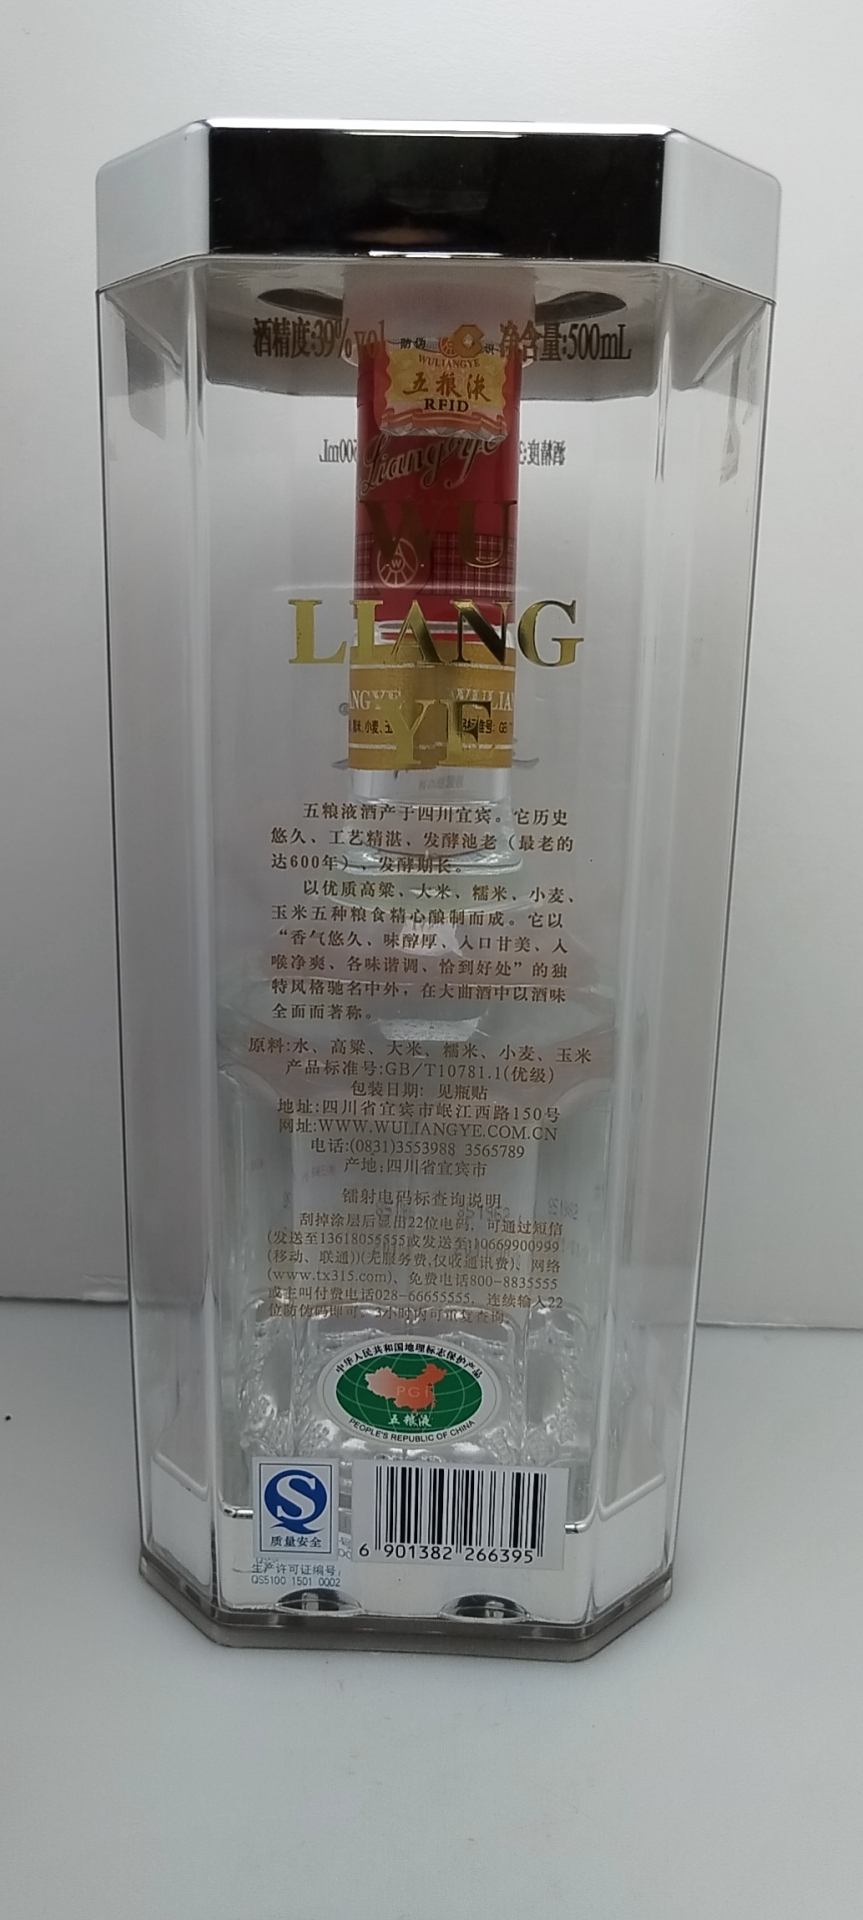 酒精度:39%vol
净含量:500mL
防伪
WULIANGYE
五粮液
RFID
Liangye
WU
LIANG
YE
五粮液酒产于四川宜宾。它历史
悠久、工艺精湛、发酵池老（最老的
达600年）、发酵期长。
以优质高粱、大米、糯米、小麦、
玉米五种粮食精心酿制而成。它以
“香气悠久、味醇厚、入口甘美、入
喉净爽、各味谐调、恰到好处”的独
特风格驰名中外，在大曲酒中以酒味
全面而著称。
原料:水、高粱、大米、糯米、小麦、玉米
产品标准号:GB/T10781.1(优级)
包装日期: 见瓶贴
地址:四川省宜宾市岷江西路150号
网址:WWW.WULIANGYE.COM.CN
电话:(0831)3553988 3565789
产地:四川省宜宾市
镭射电码标查询说明
刮掉涂层后显出22位电码，可通过短信
(发送至13618055555或发送至:10669900999
(移动、联通))(无服务费,仅收通讯费)、网络
(www.tx315.com)、免费电话800-8835555
或主叫付费电话028-66655555，连续输入22
位防伪码即可。3小时内可重复查询
中华人民共和国地理标志保护产品
PGI
五粮液
PEOPLE'S REPUBLIC OF CHINA
质量安全
生产许可证编号
QS5100 1501 0002
6 901382 266395